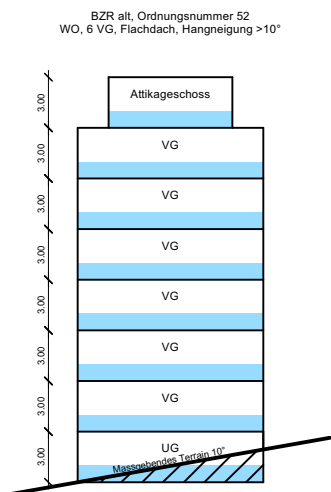 BZR alt, Ordnungsnummer 52
WO, 6 VG, Flachdach, Hangneigung >10°
3.00
Attikageschoss
3.00
VG
3.00
VG
3.00
VG
3.00
VG
3.00
VG
3.00
VG
3.00
UG
Massgebendes Terrain 10°